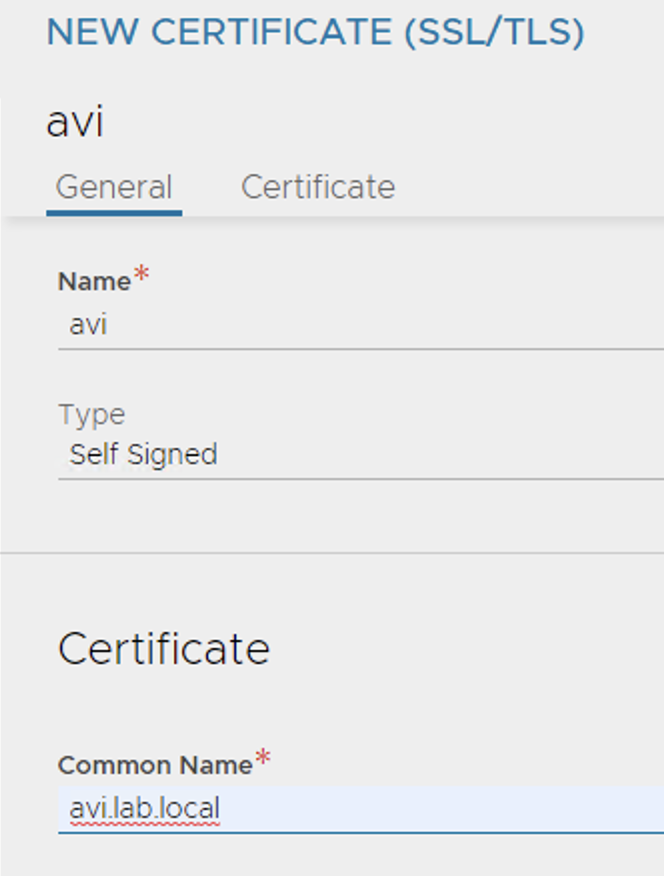 NEW CERTIFICATE (SSL/TLS)
avi
General Certificate
Name*
avi
Type
Self Signed
Certificate
Common Name*
avi.lab.local